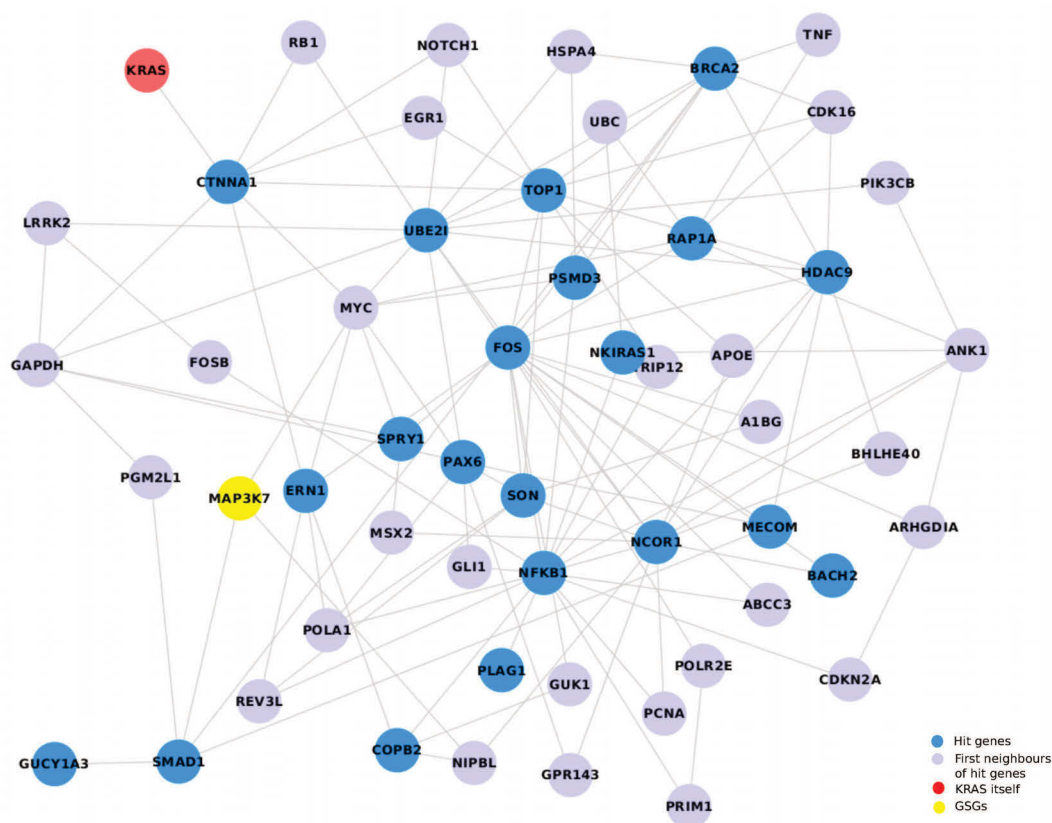 TNF
RB1
NOTCH1
HSPA4
BRCA2
KRAS
CDK16
EGR1
UBC
CTNNA1
TOP1
PIK3CB
LRRK2
UBE2I
RAP1A
PSMD3
HDAC9
MYC
FOS
NKIRAS1
APOE
ANK1
GAPDH
FOSB
TRIP12
A1BG
SPRY1
BHLHE40
PAX6
PGM2L1
MAP3K7
ERN1
SON
MSX2
NCOR1
MECOM
ARHGDIA
GLI1
NFKB1
BACH2
ABCC3
POLA1
PLAG1
POLR2E
GUK1
CDKN2A
REV3L
PCNA
GUCY1A3
SMAD1
COPB2
NIPBL
GPR143
PRIM1
Hit genes
First neighbours
of hit genes
KRAS itself
GSGs